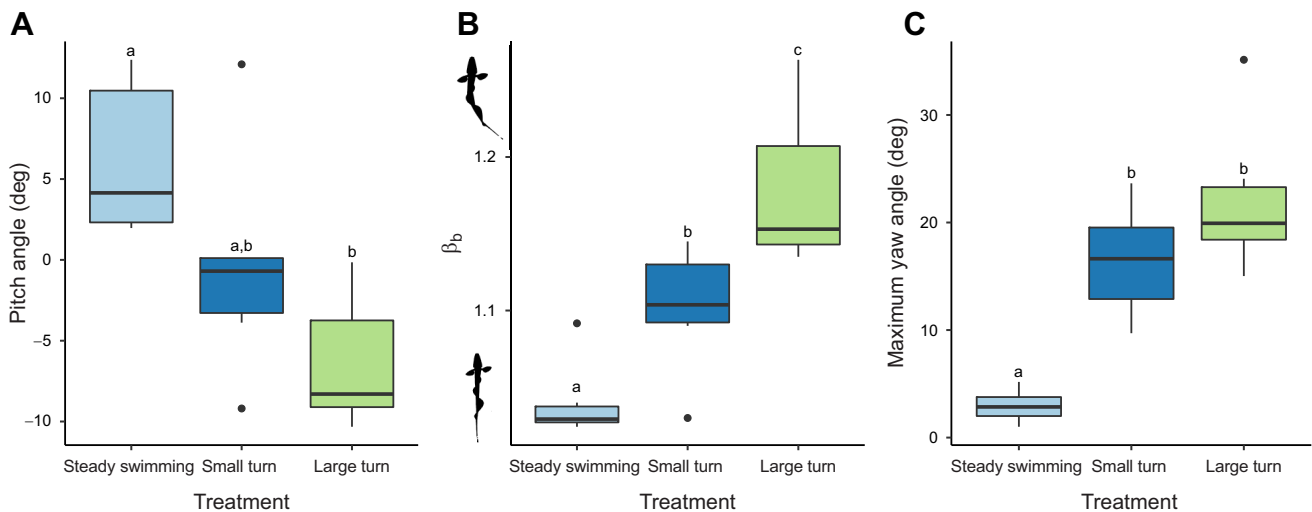 A
Pitch angle (deg)
10
5
0
–5
–10
a
a,b
b
Steady swimming Small turn Large turn
Treatment
B
βb
1.2
1.1
a
b
c
Steady swimming Small turn Large turn
Treatment
C
Maximum yaw angle (deg)
30
20
10
0
a
b
b
Steady swimming Small turn Large turn
Treatment